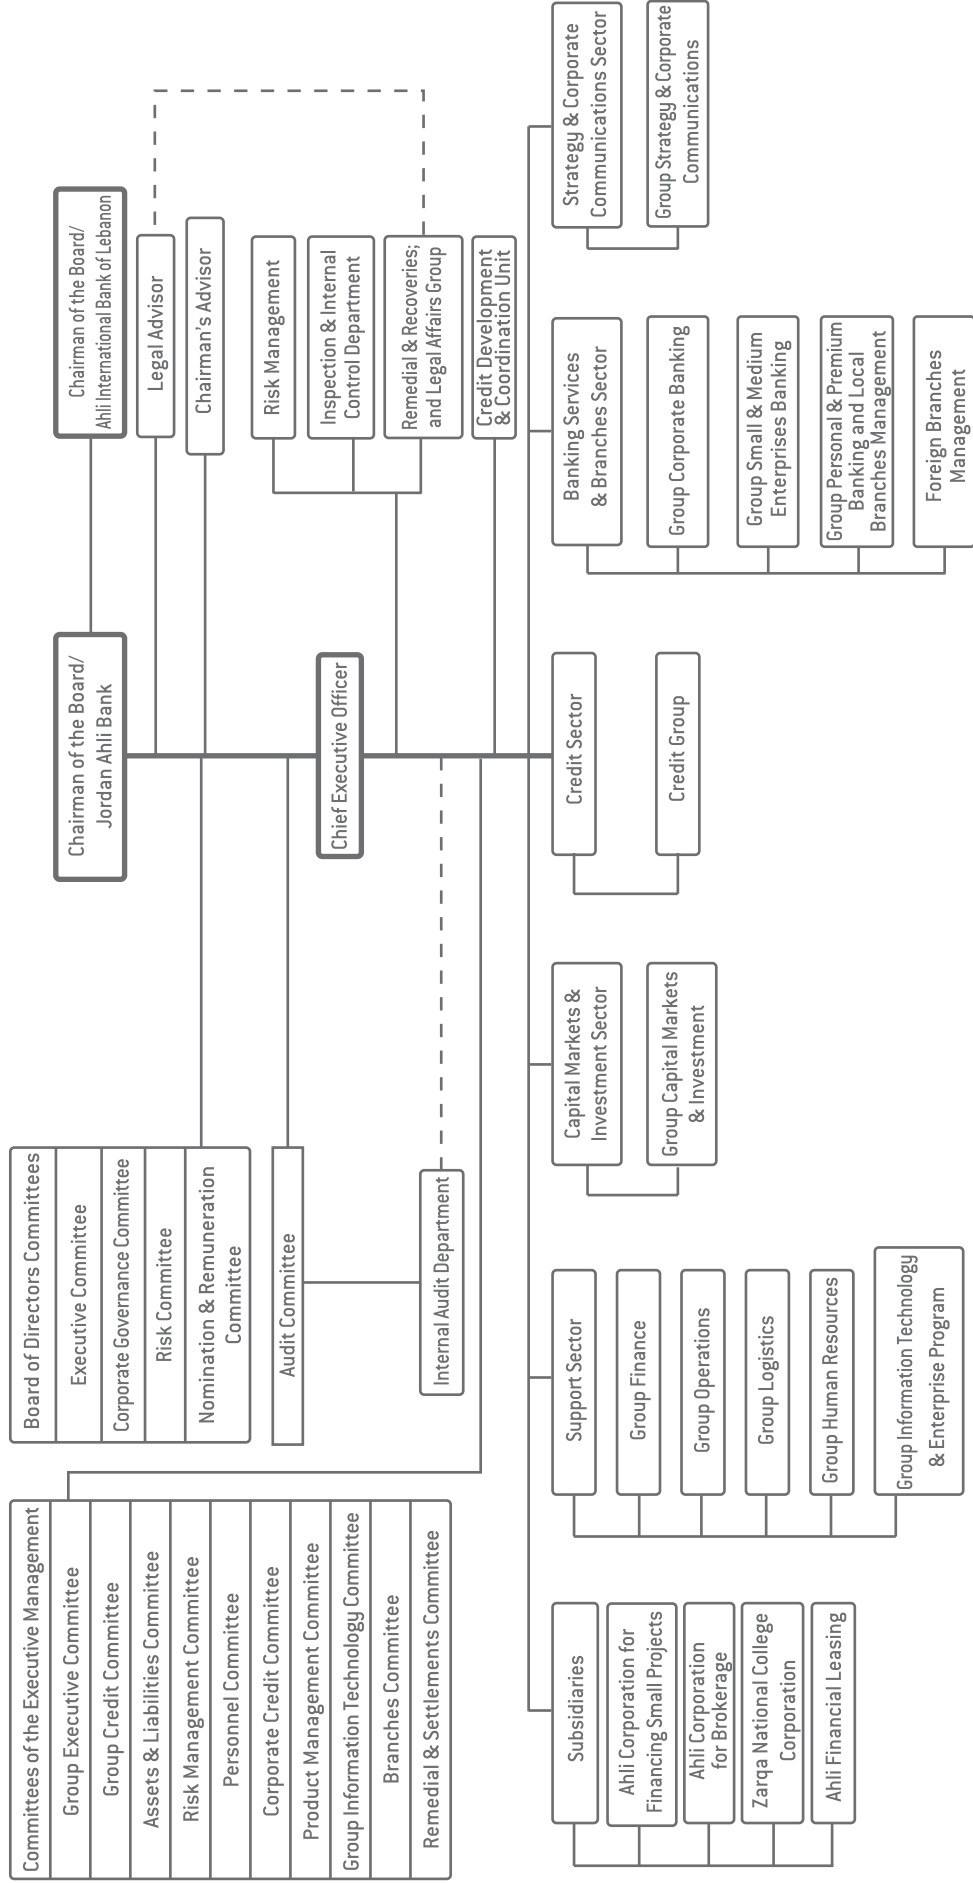 Chairman of the Board/
Jordan Ahli Bank
Chairman of the Board/
Ahli International Bank of Lebanon
Legal Advisor
Chairman's Advisor
Board of Directors Committees
Executive Committee
Corporate Governance Committee
Risk Committee
Nomination & Remuneration
Committee
Audit Committee
Internal Audit Department
Committees of the Executive Management
Group Executive Committee
Group Credit Committee
Assets & Liabilities Committee
Risk Management Committee
Personnel Committee
Corporate Credit Committee
Product Management Committee
Group Information Technology Committee
Branches Committee
Remedial & Settlements Committee
Chief Executive Officer
Risk Management
Inspection & Internal
Control Department
Remedial & Recoveries;
and Legal Affairs Group
Credit Development
& Coordination Unit
Subsidiaries
Ahli Corporation for
Financing Small Projects
Ahli Corporation
for Brokerage
Zarqa National College
Corporation
Ahli Financial Leasing
Support Sector
Group Finance
Group Operations
Group Logistics
Group Human Resources
Group Information Technology
& Enterprise Program
Capital Markets &
Investment Sector
Group Capital Markets
& Investment
Credit Sector
Credit Group
Banking Services
& Branches Sector
Group Corporate Banking
Group Small & Medium
Enterprises Banking
Group Personal & Premium
Banking and Local
Branches Management
Foreign Branches
Management
Strategy & Corporate
Communications Sector
Group Strategy & Corporate
Communications